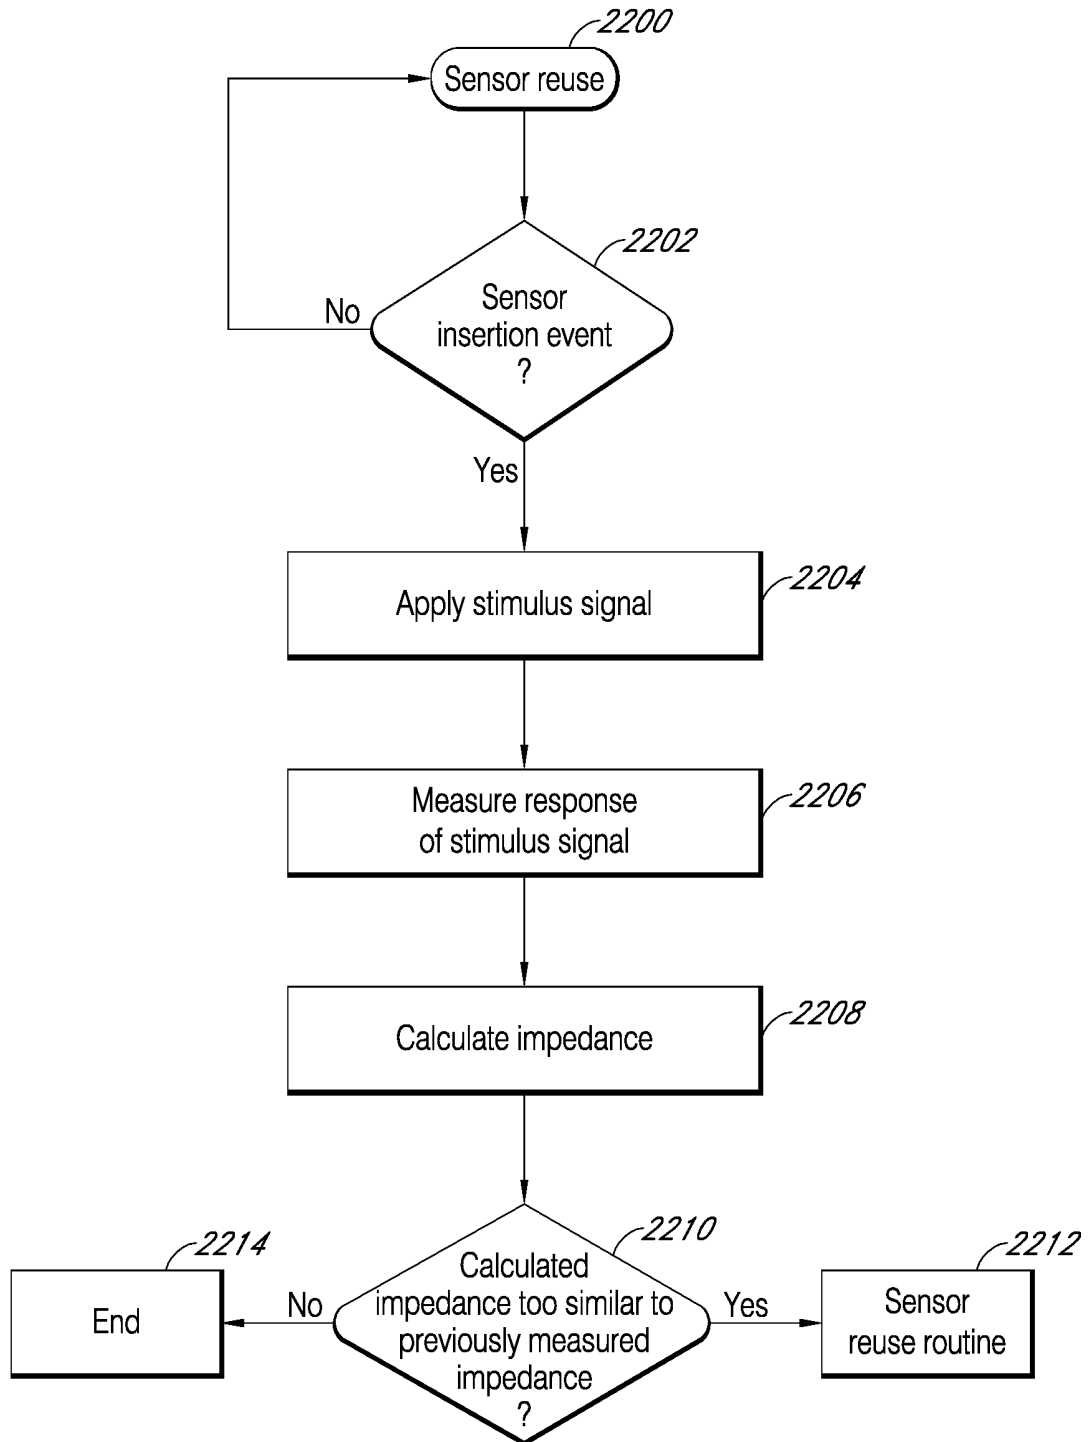 2200
Sensor reuse
2202
Sensor
insertion event
?
No
Yes
2204
Apply stimulus signal
2206
Measure response
of stimulus signal
2208
Calculate impedance
2210
Calculated
impedance too similar to
previously measured
impedance
?
No
Yes
2214
End
2212
Sensor
reuse routine